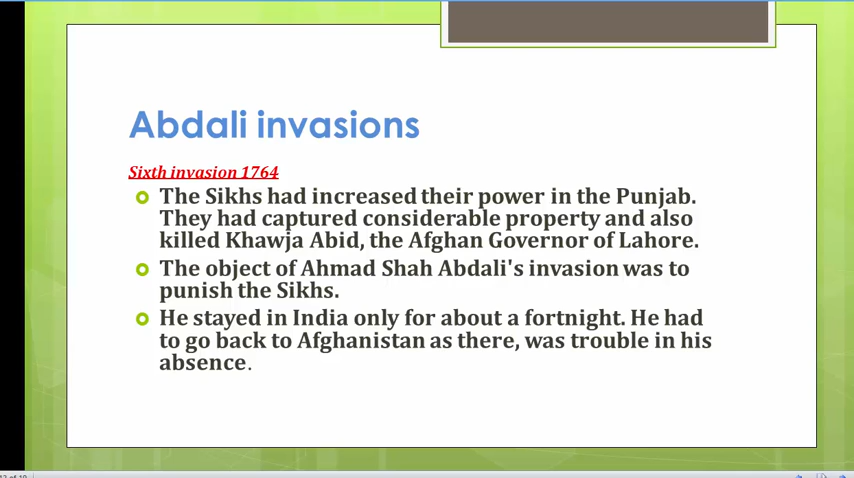 Abdali invasions
Sixth invasion 1764
The Sikhs had increased their power in the Punjab.
They had captured considerable property and also
killed Khawja Abid, the Afghan Governor of Lahore.
The object of Ahmad Shah Abdali's invasion was to
punish the Sikhs.
He stayed in India only for about a fortnight. He had
to go back to Afghanistan as there, was trouble in his
absence.